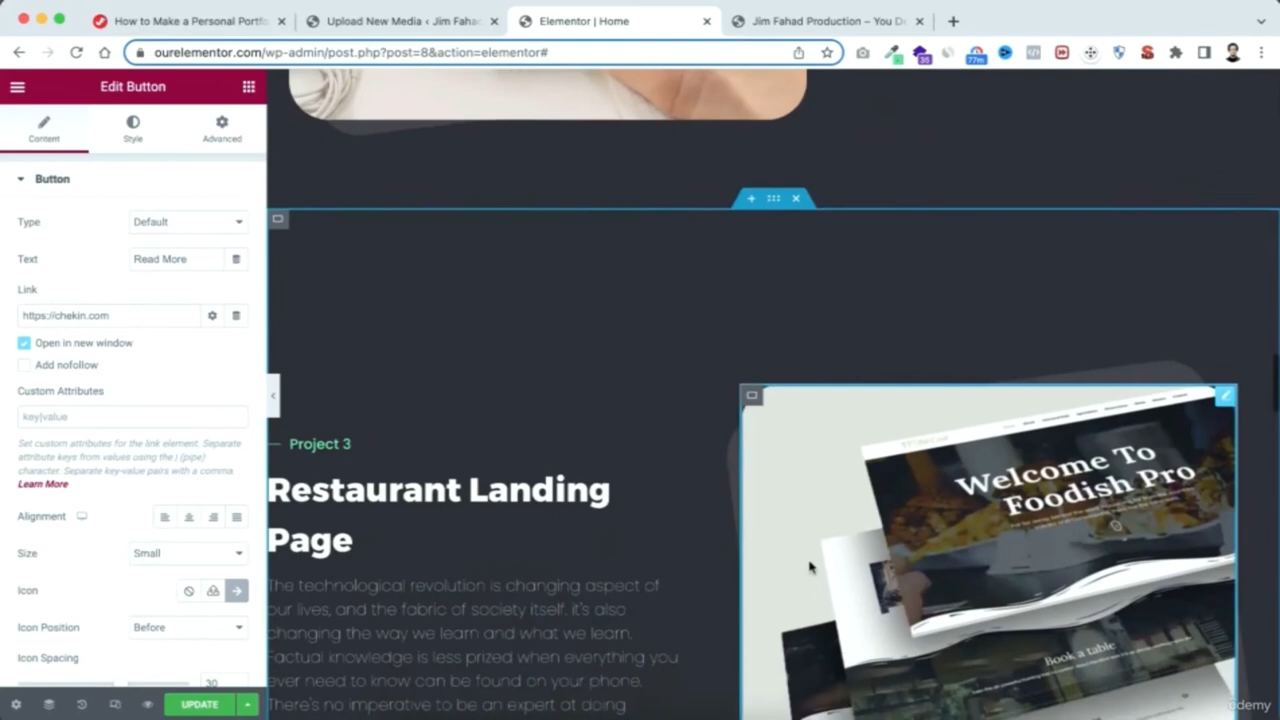 How to Make a Personal Portfo
Upload New Media ‹ Jim Fahad
Elementor | Home
Jim Fahad Production – You De
ourelementor.com/wp-admin/post.php?post=8&action=elementor#
35
77m
Edit Button
Content
Style
Advanced
Button
Type
Default
Text
Read More
Link
https://chekin.com
Open in new window
Add nofollow
Custom Attributes
key|value
Set custom attributes for the link element. Separate
attribute keys from values using the | (pipe)
character. Separate key-value pairs with a comma.
Learn More
Alignment
Size
Small
Icon
Icon Position
Before
Icon Spacing
30
UPDATE
Project 3
Restaurant Landing
Page
The technological revolution is changing aspect of
our lives, and the fabric of society itself. it's also
changing the way we learn and what we learn.
Factual knowledge is less prized when everything you
ever need to know can be found on your phone.
There's no imperative to be an expert at doing
Welcome To
Foodish Pro
Book a table
udemy